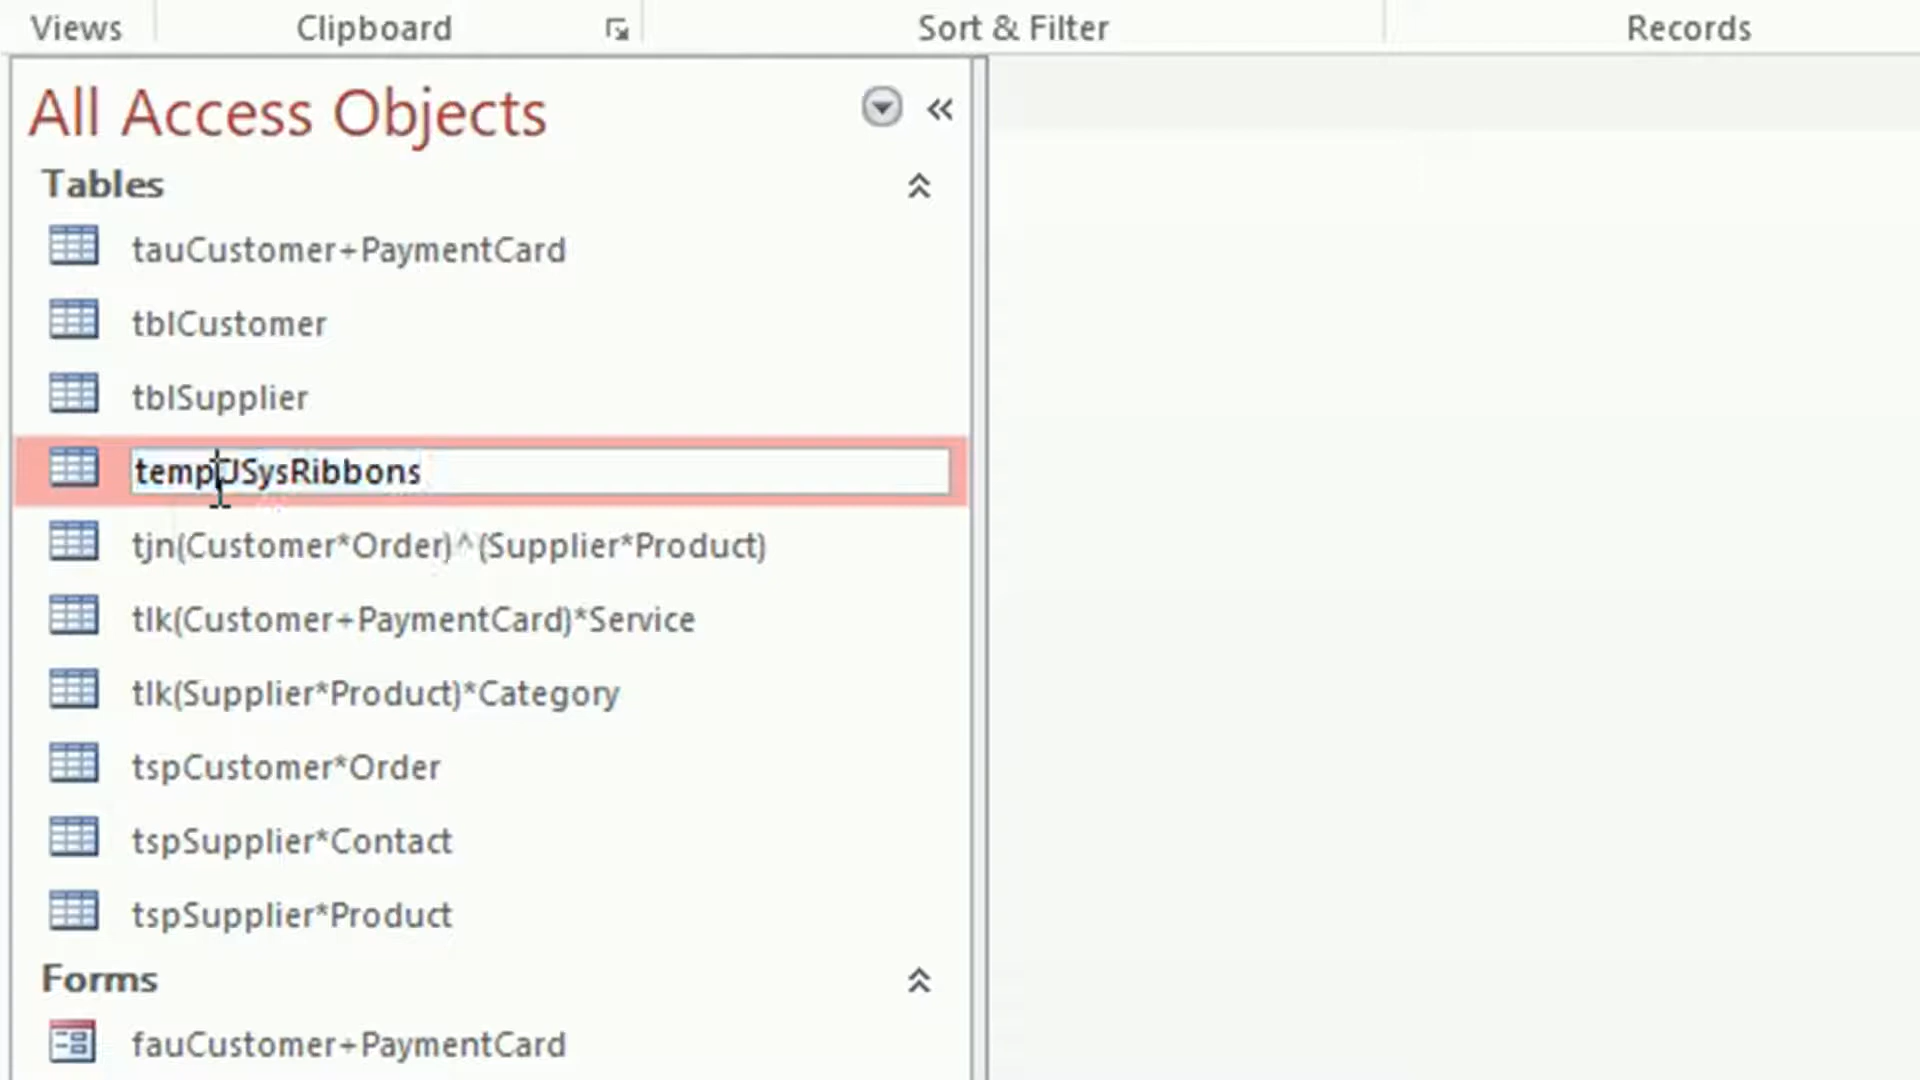 Views
Clipboard
Sort & Filter
Records
All Access Objects
Tables
tauCustomer+PaymentCard
tblCustomer
tblSupplier
tempUSysRibbons
tjn(Customer*Order)^(Supplier*Product)
tlk(Customer+PaymentCard)*Service
tlk(Supplier*Product)*Category
tspCustomer*Order
tspSupplier*Contact
tspSupplier*Product
Forms
fauCustomer+PaymentCard